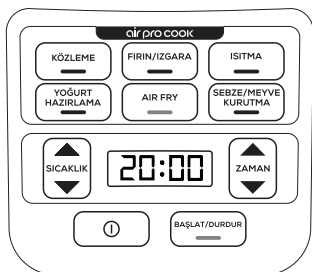 air pro cook
KÖZLEME
FIRIN/IZGARA
ISITMA
YOĞURT
HAZIRLAMA
AIR FRY
SEBZE/MEYVE
KURUTMA
SICAKLIK
20:00
ZAMAN
BAŞLAT/DURDUR